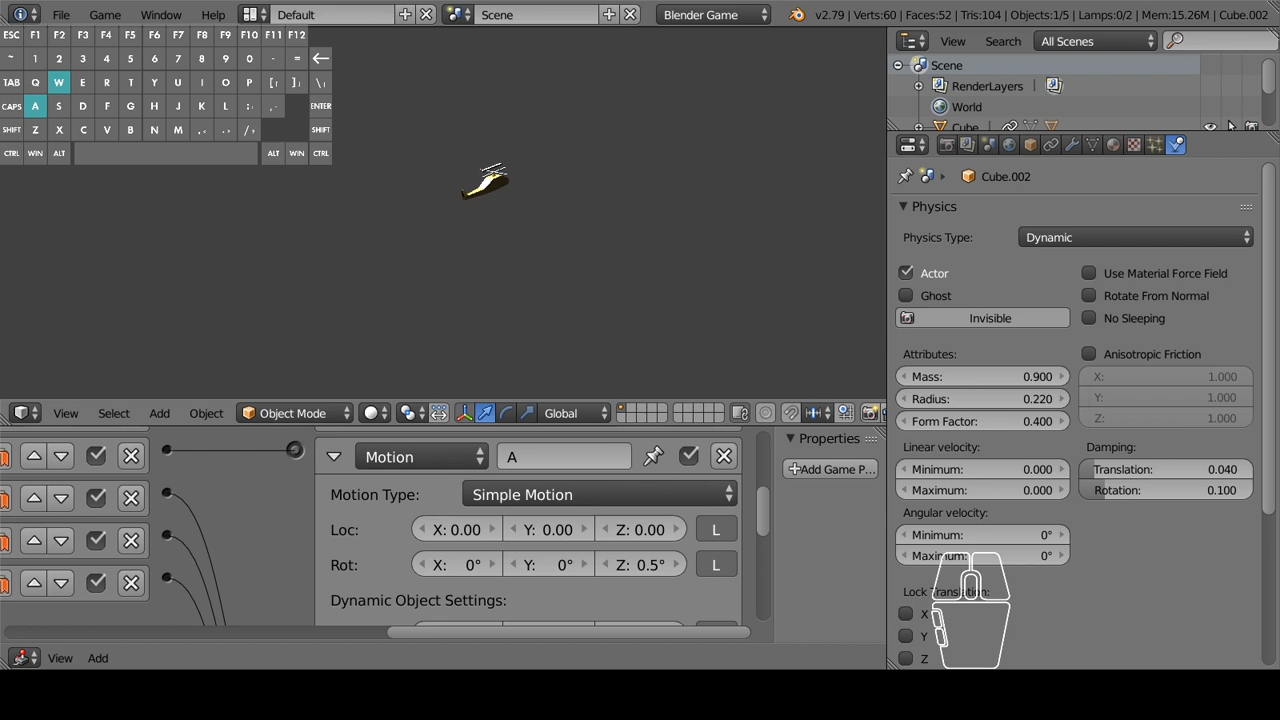 File Game Window Help Default Scene Blender Game v2.79 | Verts:60 | Faces:52 | Tris:104 | Objects:1/5 | Lamps:0/2 | Mem:15.26M | Cube.002
ESC F1 F2 F3 F4 F5 F6 F7 F8 F9 F10 F11 F12
~ 1 2 3 4 5 6 7 8 9 0 - =
TAB Q W E R T Y U I O P [ ] \
CAPS A S D F G H J K L ; , ENTER
SHIFT Z X C V B N M , . / SHIFT
CTRL WIN ALT ALT WIN CTRL
View Search All Scenes
Scene
RenderLayers
World
Cube
Cube.002
Physics
Physics Type: Dynamic
Actor Use Material Force Field
Ghost Rotate From Normal
Invisible No Sleeping
Attributes: Anisotropic Friction
Mass: 0.900 X: 1.000
Radius: 0.220 Y: 1.000
Form Factor: 0.400 Z: 1.000
Linear velocity: Damping:
Minimum: 0.000 Translation: 0.040
Maximum: 0.000 Rotation: 0.100
Angular velocity:
Minimum: 0°
Maximum: 0°
Lock Translation:
X
Y
Z
View Select Add Object Object Mode Global
Motion A
Motion Type: Simple Motion
Loc: X: 0.00 Y: 0.00 Z: 0.00 L
Rot: X: 0° Y: 0° Z: 0.5° L
Dynamic Object Settings:
Properties
Add Game P...
View Add